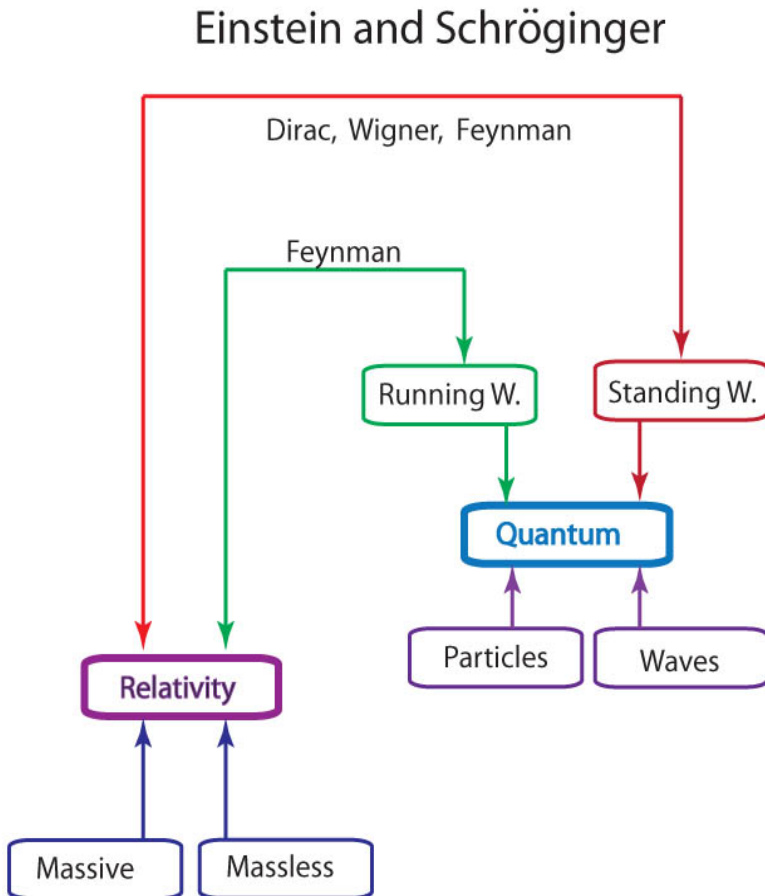 Einstein and Schröginger
Dirac, Wigner, Feynman
Feynman
Running W.
Standing W.
Quantum
Particles
Waves
Relativity
Massive
Massless